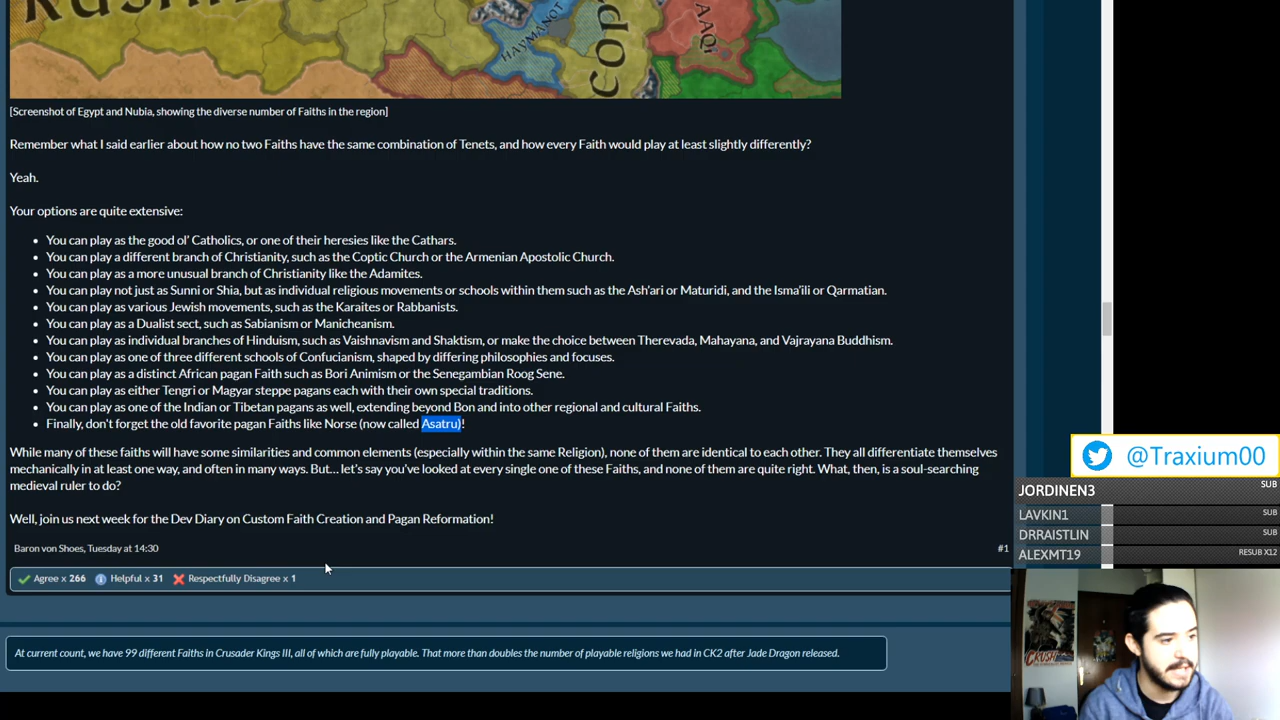 KUSHI
HAYMANOT
COP
AAQI
[Screenshot of Egypt and Nubia, showing the diverse number of Faiths in the region]
Remember what I said earlier about how no two Faiths have the same combination of Tenets, and how every Faith would play at least slightly differently?
Yeah.
Your options are quite extensive:
You can play as the good ol' Catholics, or one of their heresies like the Cathars.
You can play a different branch of Christianity, such as the Coptic Church or the Armenian Apostolic Church.
You can play as a more unusual branch of Christianity like the Adamites.
You can play not just as Sunni or Shia, but as individual religious movements or schools within them such as the Ash'ari or Maturidi, and the Isma'ili or Qarmatian.
You can play as various Jewish movements, such as the Karaites or Rabbanists.
You can play as a Dualist sect, such as Sabianism or Manicheanism.
You can play as individual branches of Hinduism, such as Vaishnavism and Shaktism, or make the choice between Therevada, Mahayana, and Vajrayana Buddhism.
You can play as one of three different schools of Confucianism, shaped by differing philosophies and focuses.
You can play as a distinct African pagan Faith such as Bori Animism or the Senegambian Roog Sene.
You can play as either Tengri or Magyar steppe pagans each with their own special traditions.
You can play as one of the Indian or Tibetan pagans as well, extending beyond Bon and into other regional and cultural Faiths.
Finally, don't forget the old favorite pagan Faiths like Norse (now called Asatru)!
While many of these faiths will have some similarities and common elements (especially within the same Religion), none of them are identical to each other. They all differentiate themselves
mechanically in at least one way, and often in many ways. But... let's say you've looked at every single one of these Faiths, and none of them are quite right. What, then, is a soul-searching
medieval ruler to do?
Well, join us next week for the Dev Diary on Custom Faith Creation and Pagan Reformation!
Baron von Shoes, Tuesday at 14:30 #1
Agree x 266 Helpful x 31 Respectfully Disagree x 1
At current count, we have 99 different Faiths in Crusader Kings III, all of which are fully playable. That more than doubles the number of playable religions we had in CK2 after Jade Dragon released.
@Traxium00
JORDINEN3 SUB
LAVKIN1 SUB
DRRAISTLIN SUB
ALEXMT19 RESUB X12